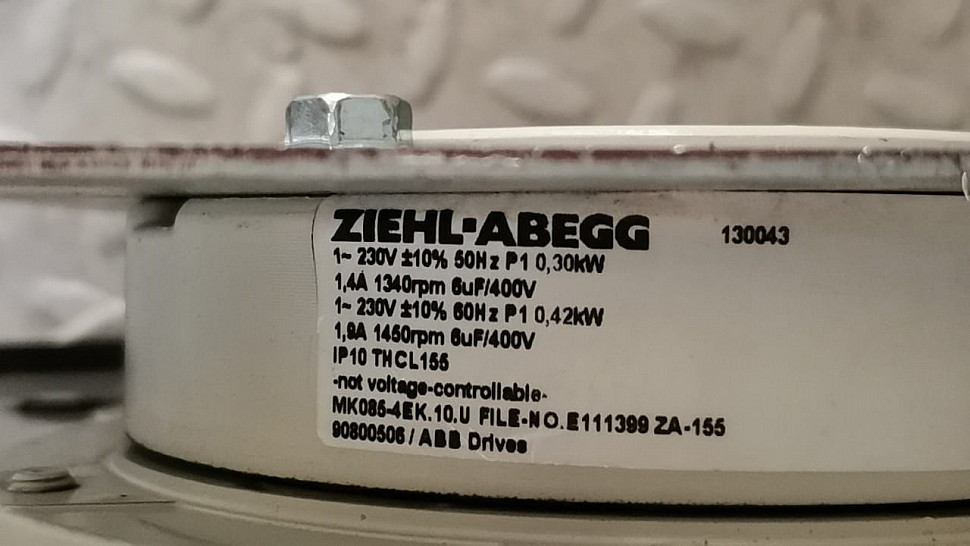 ZIEHL-ABEGG 130043
1~ 230V ±10% 50Hz P1 0,30kW
1,4A 1340rpm 6uF/400V
1~ 230V ±10% 60Hz P1 0,42kW
1,9A 1450rpm 6uF/400V
IP10 THCL155
-not voltage-controllable-
MK085-4EK.10.U FILE-NO.E111399 ZA-155
90800506 / ABB Drives